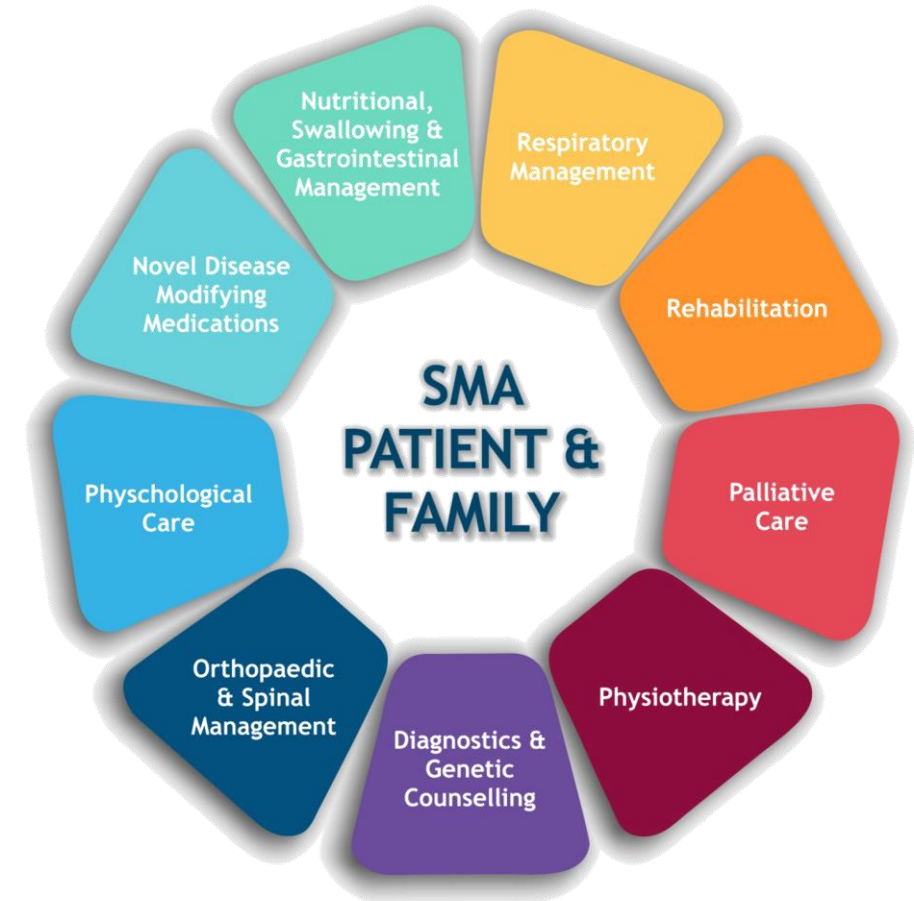 Nutritional,
Swallowing &
Gastrointestinal
Management
Respiratory
Management
Rehabilitation
Palliative
Care
Physiotherapy
Diagnostics &
Genetic
Counselling
Orthopaedic
& Spinal
Management
Physchological
Care
Novel Disease
Modifying
Medications
SMA
PATIENT &
FAMILY